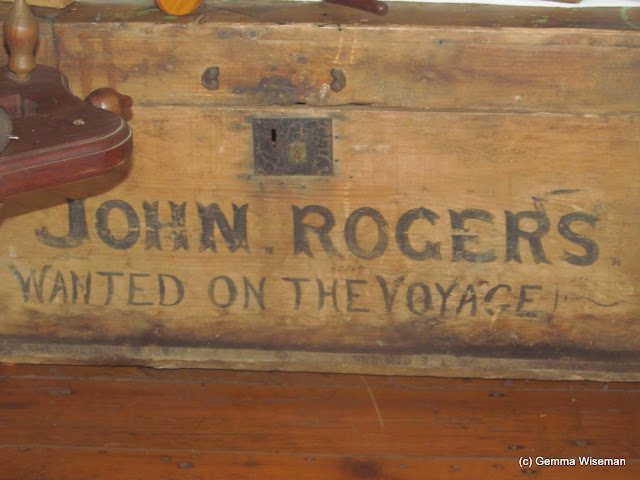 JOHN. ROGERS.
WANTED ON THE VOYAGE
(c) Gemma Wiseman